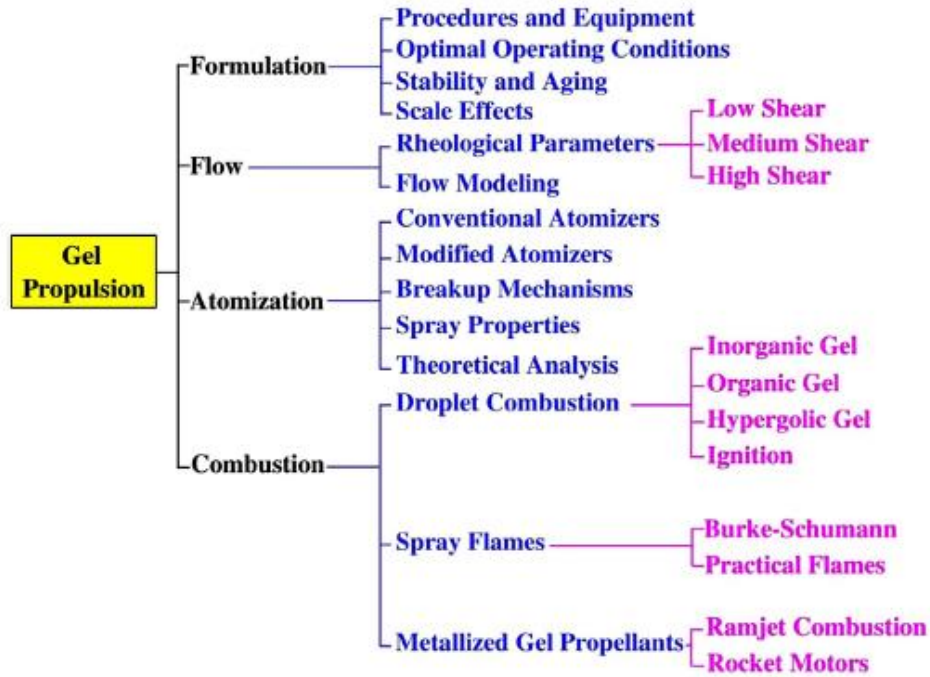 Gel
Propulsion
Formulation
Procedures and Equipment
Optimal Operating Conditions
Stability and Aging
Scale Effects
Flow
Rheological Parameters
Low Shear
Medium Shear
High Shear
Flow Modeling
Atomization
Conventional Atomizers
Modified Atomizers
Breakup Mechanisms
Spray Properties
Theoretical Analysis
Combustion
Droplet Combustion
Inorganic Gel
Organic Gel
Hypergolic Gel
Ignition
Spray Flames
Burke-Schumann
Practical Flames
Metallized Gel Propellants
Ramjet Combustion
Rocket Motors